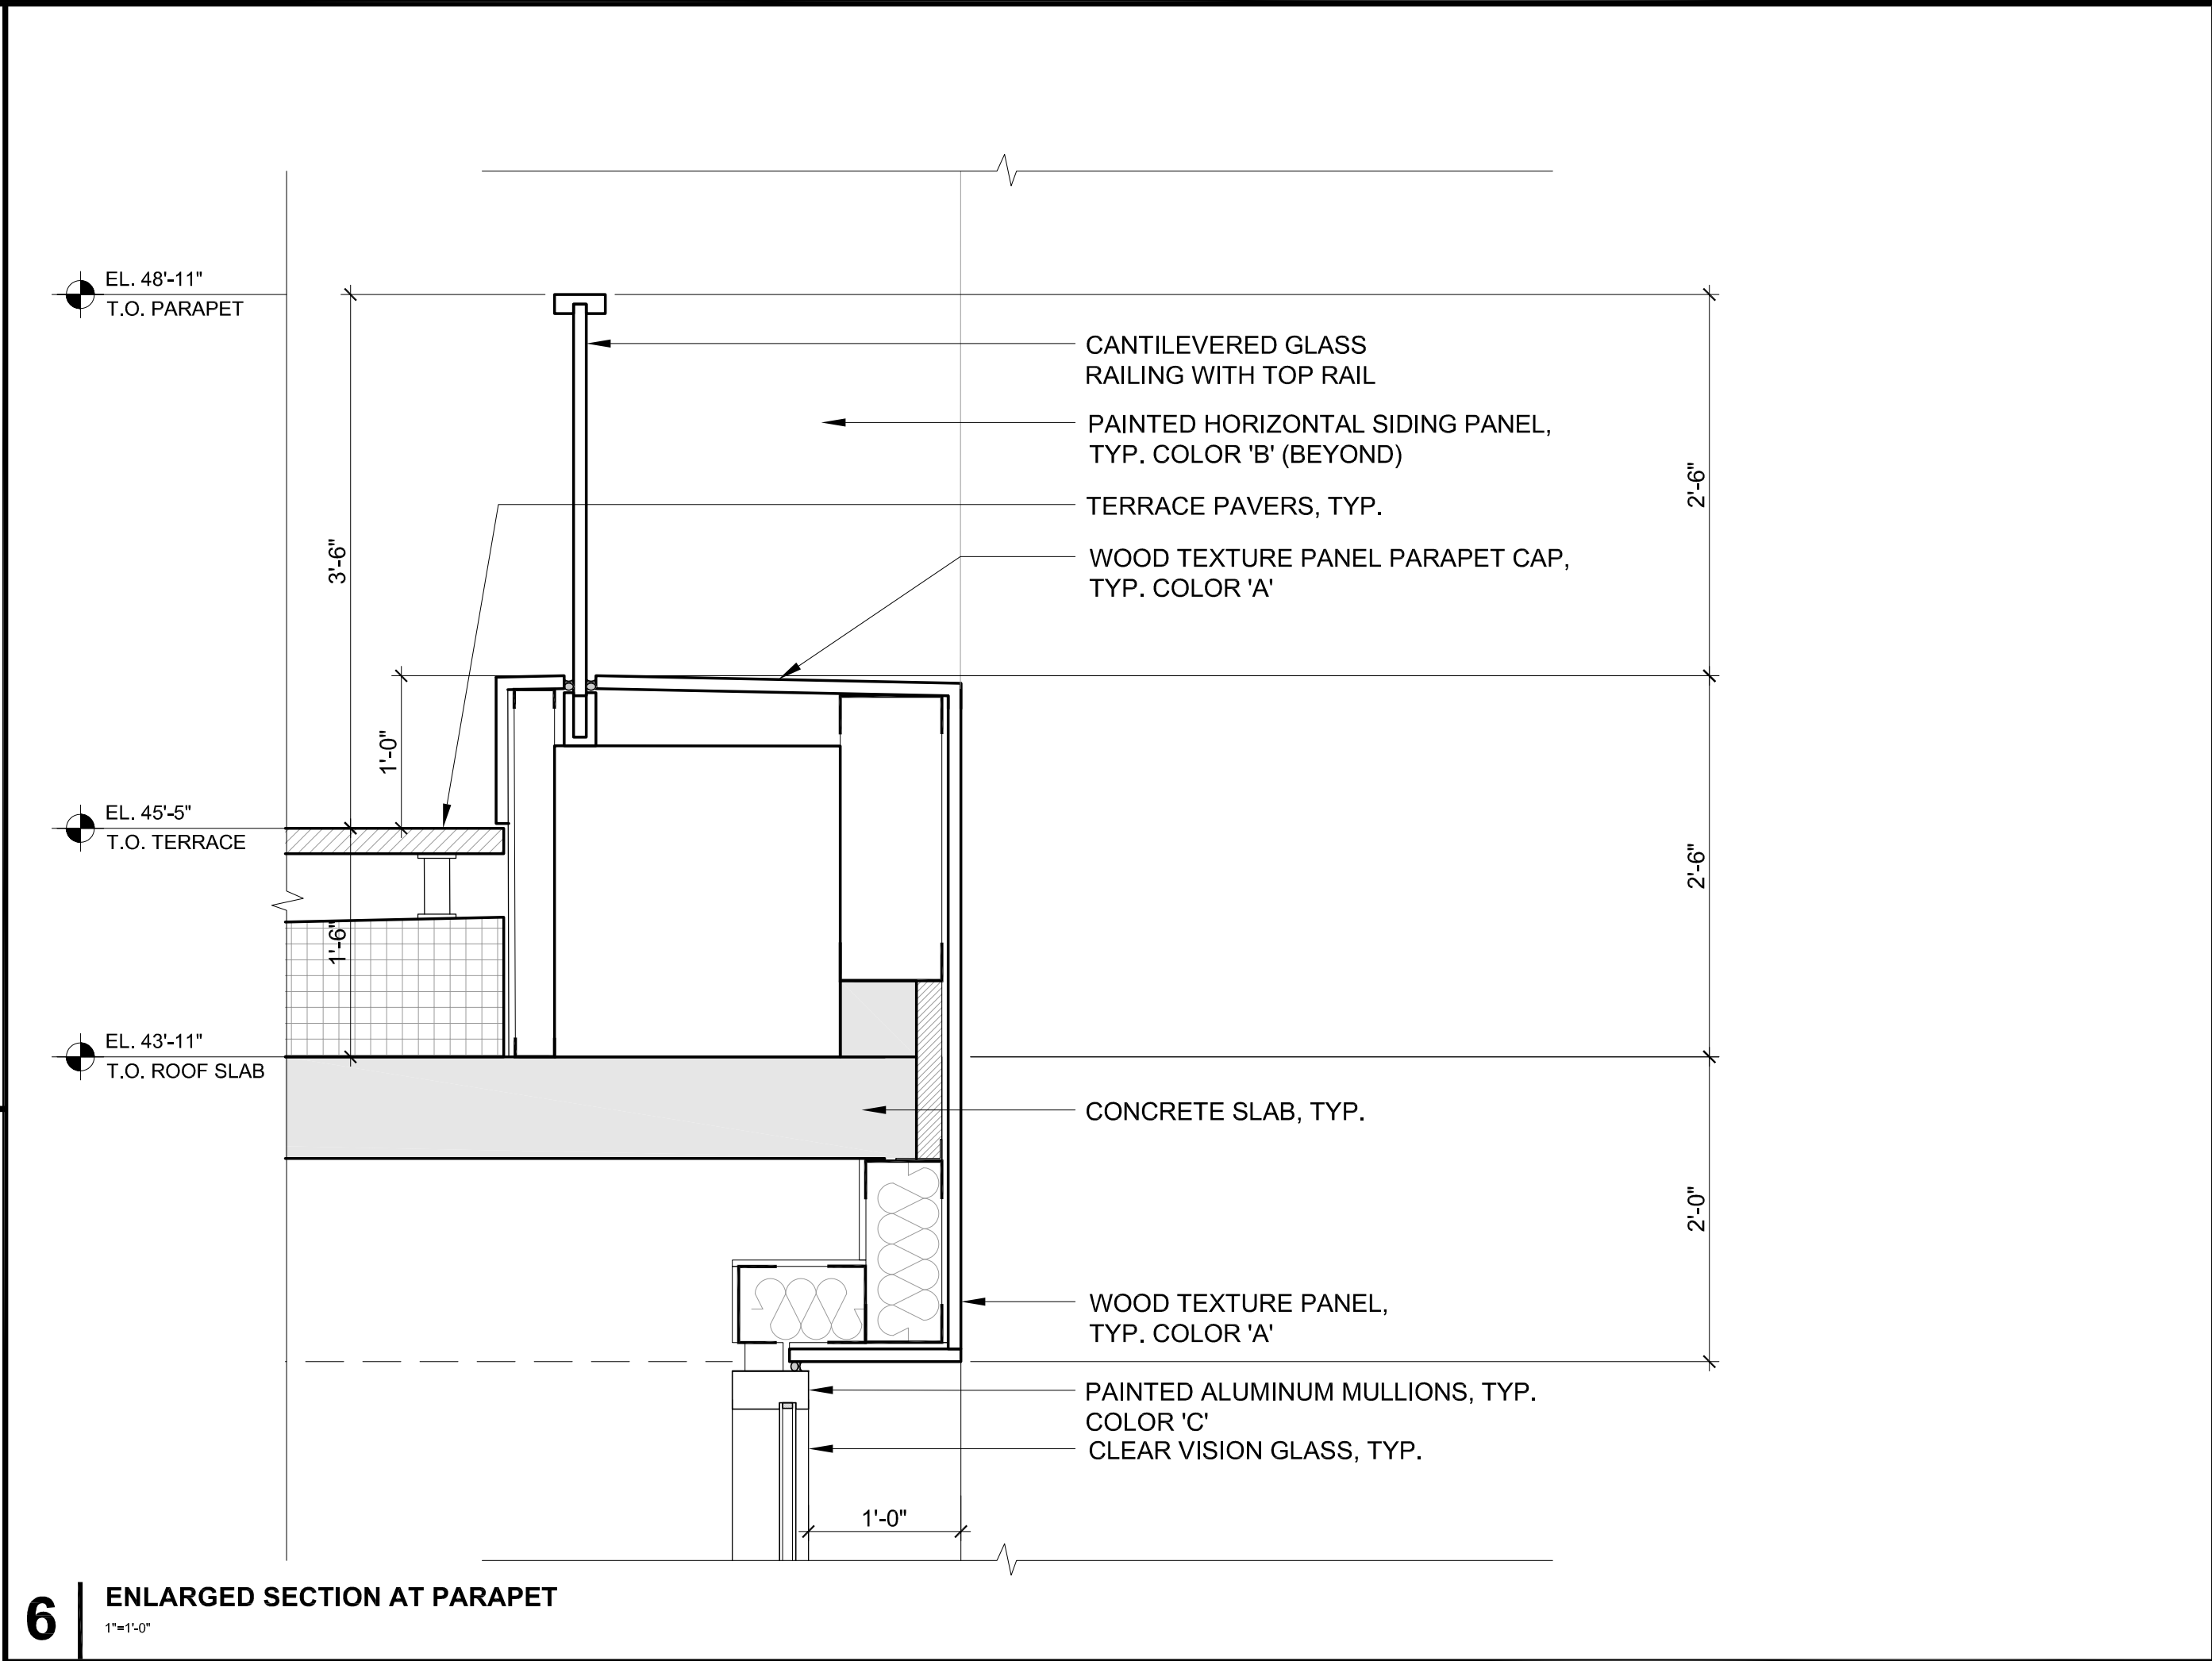 EL. 48'-11"
T.O. PARAPET
CANTILEVERED GLASS
RAILING WITH TOP RAIL
PAINTED HORIZONTAL SIDING PANEL,
TYP. COLOR 'B' (BEYOND)
2'-6"
TERRACE PAVERS, TYP.
3'-6"
WOOD TEXTURE PANEL PARAPET CAP,
TYP. COLOR 'A'
1'-0"
EL. 45'-5"
T.O. TERRACE
2'-6"
1'-6"
EL. 43'-11"
T.O. ROOF SLAB
CONCRETE SLAB, TYP.
2'-0"
WOOD TEXTURE PANEL,
TYP. COLOR 'A'
PAINTED ALUMINUM MULLIONS, TYP.
COLOR 'C'
CLEAR VISION GLASS, TYP.
1'-0"
6
ENLARGED SECTION AT PARAPET
1"=1'-0"